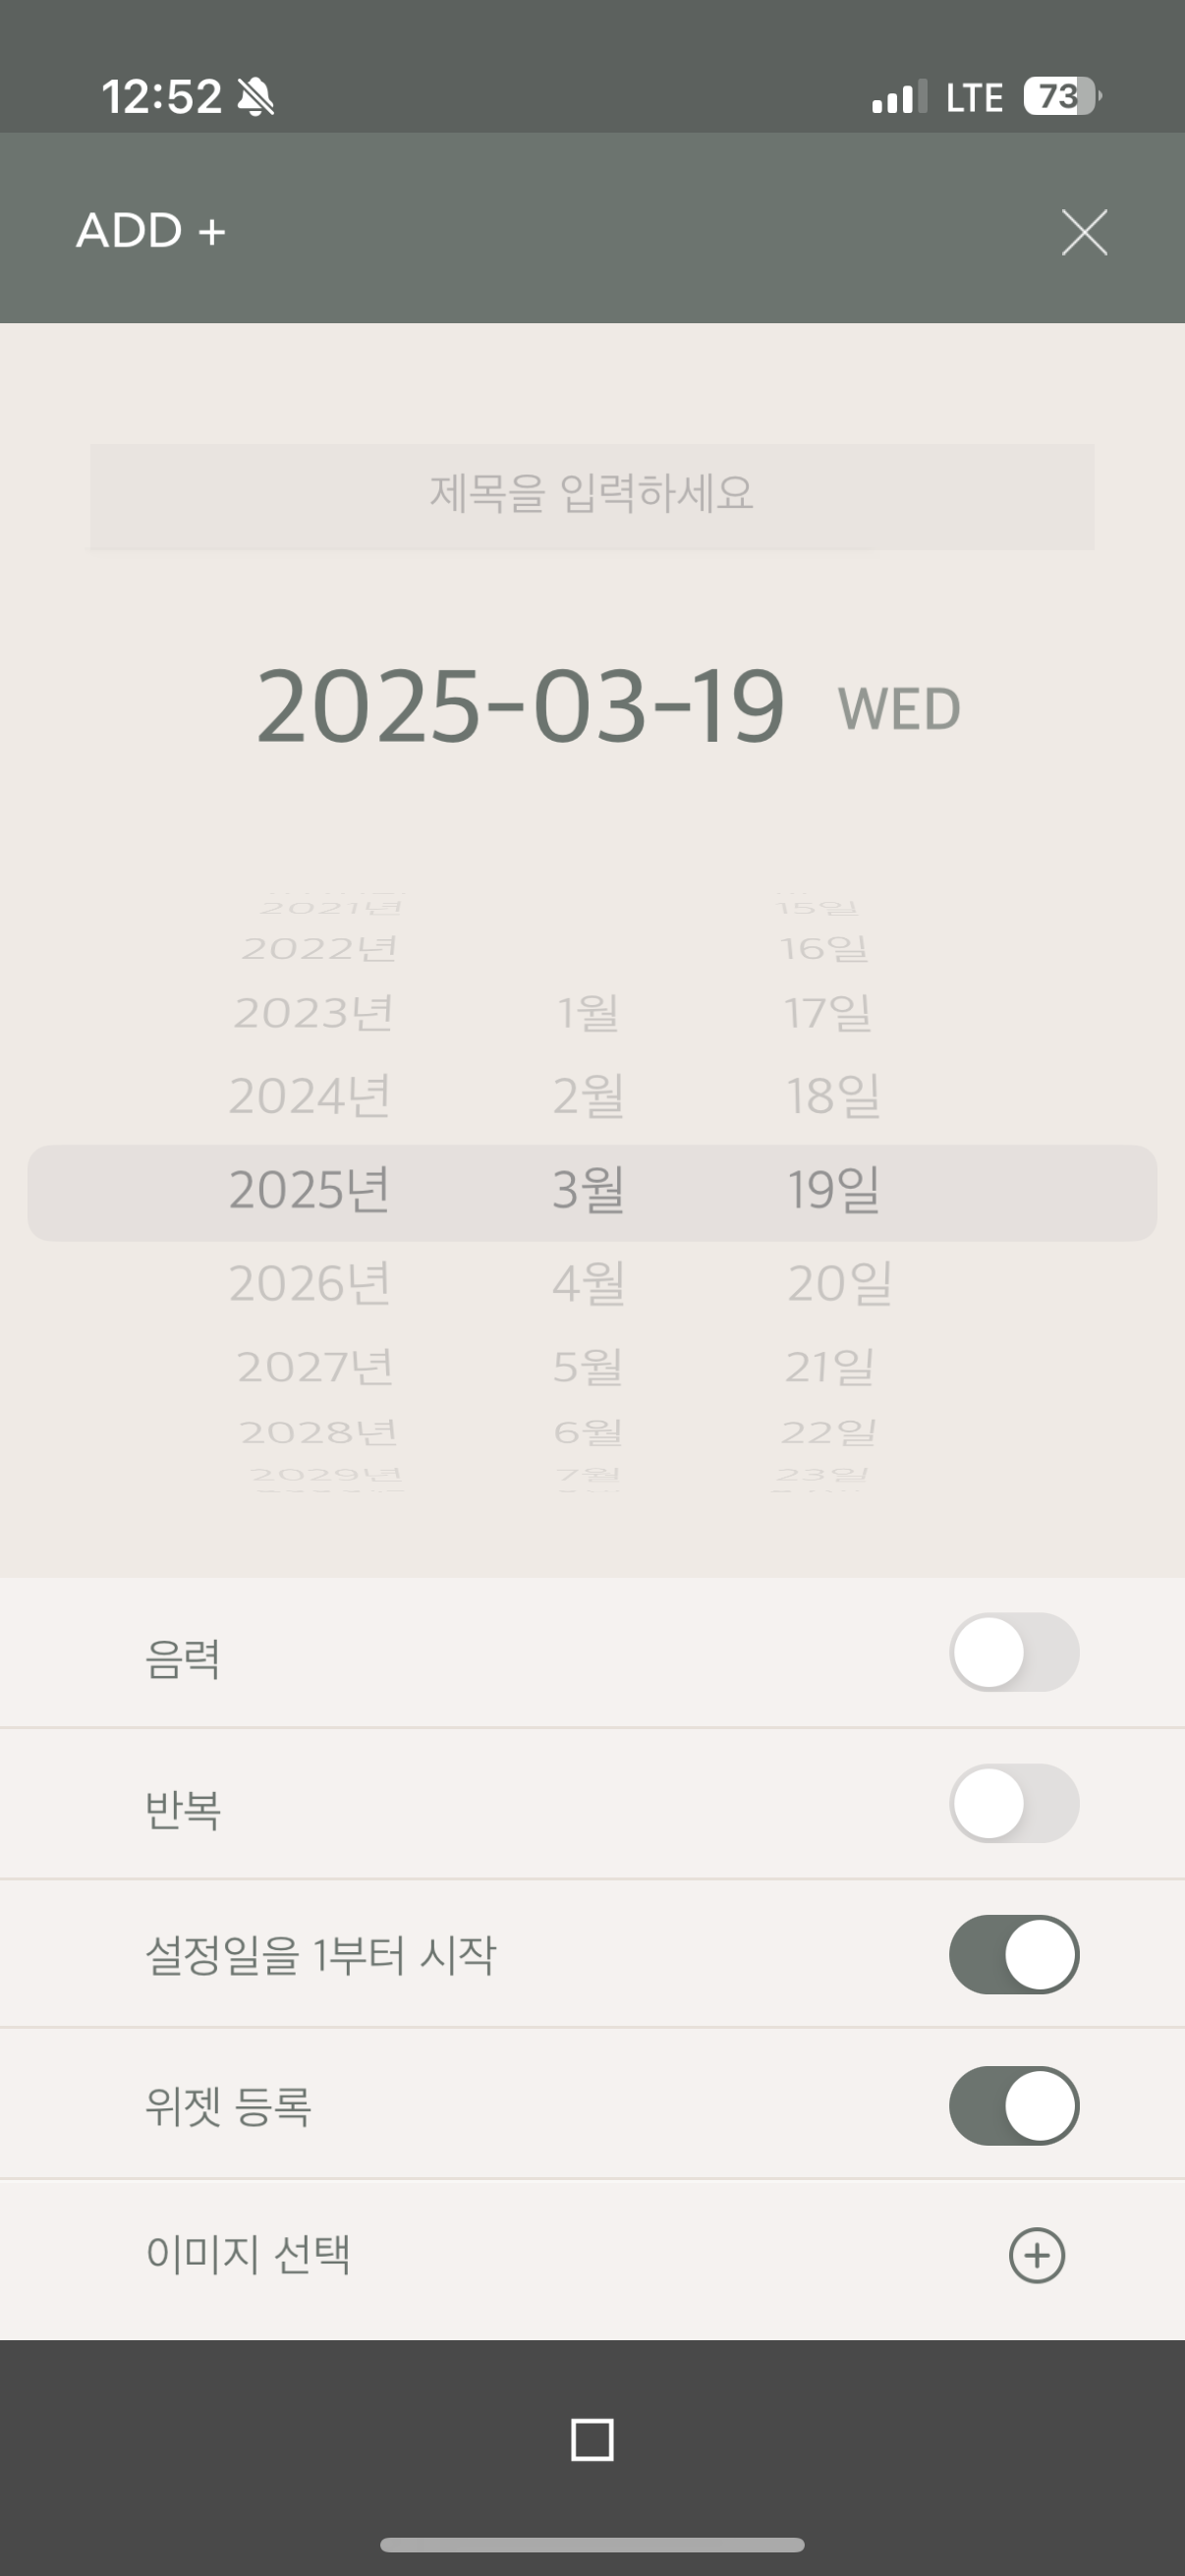 12:52 LTE 73
ADD +
제목을 입력하세요
2025-03-19 WED
2021년 15일
2022년 16일
2023년 1월 17일
2024년 2월 18일
2025년 3월 19일
2026년 4월 20일
2027년 5월 21일
2028년 6월 22일
2029년 7월 23일
음력
반복
설정일을 1부터 시작
위젯 등록
이미지 선택